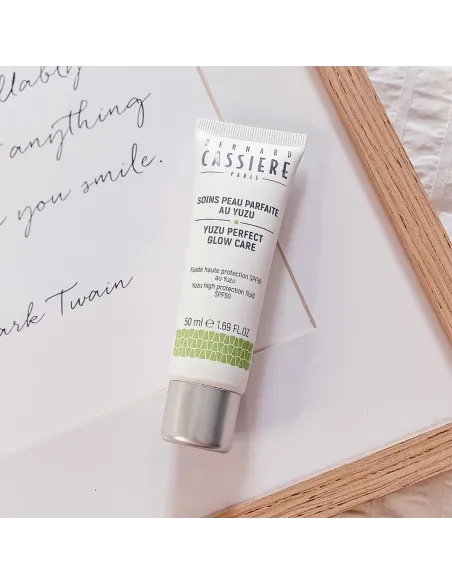 anything
you smile.
ark Twain
BERNARD
CASSIERE
PARIS
SOINS PEAU PARFAITE
AU YUZU
YUZU PERFECT
GLOW CARE
Fluide haute protection SPF50
au Yuzu
Yuzu high protection fluid
SPF50
50 ml e 1.69 FL.OZ